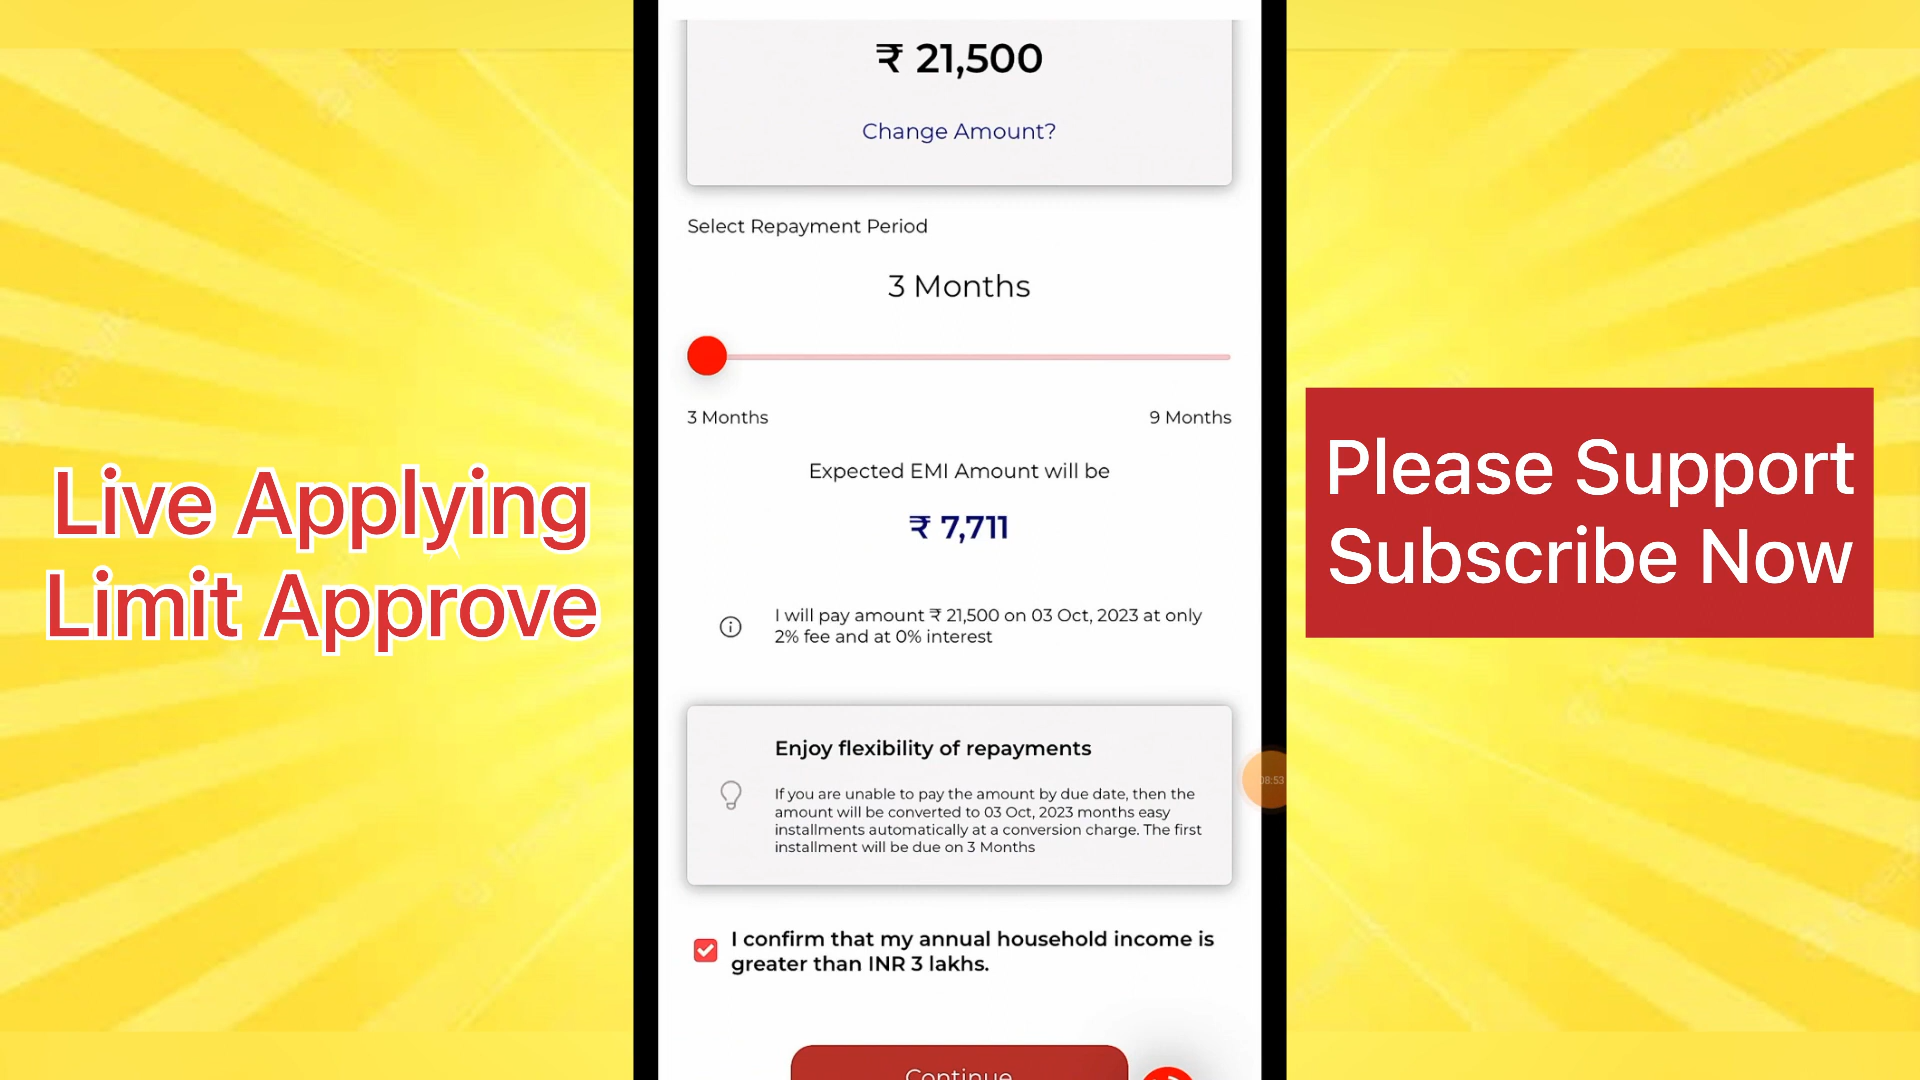 ₹ 21,500
Change Amount?
Select Repayment Period
3 Months
3 Months
9 Months
Expected EMI Amount will be
₹ 7,711
I will pay amount ₹ 21,500 on 03 Oct, 2023 at only
2% fee and at 0% interest
Enjoy flexibility of repayments
If you are unable to pay the amount by due date, then the
amount will be converted to 03 Oct, 2023 months easy
installments automatically at a conversion charge. The first
installment will be due on 3 Months
I confirm that my annual household income is
greater than INR 3 lakhs.
Continue
Live Applying
Limit Approve
Please Support
Subscribe Now
08:53